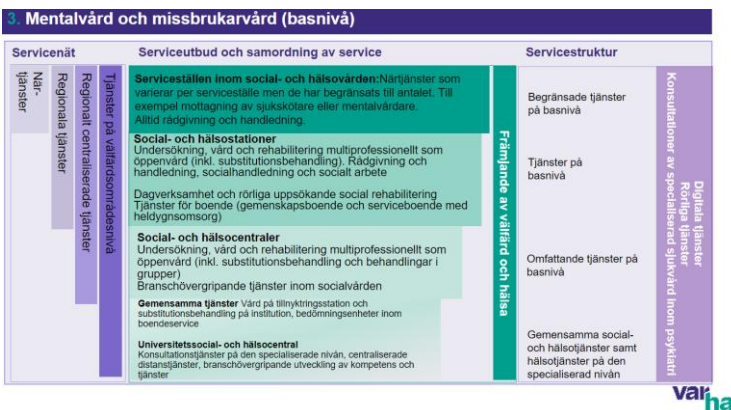 3. Mentalvård och missbrukarvård (basnivå)
Servicenät
Serviceutbud och samordning av service
Servicestruktur
När-
tjänster
Regionala tjänster
Regionalt centraliserade tjänster
Tjänster på välfärdsområdesnivå
Serviceställen inom social- och hälsovården:Närtjänster som
varierar per serviceställe men de har begränsats till antalet. Till
exempel mottagning av sjukskötare eller mentalvårdare.
Alltid rådgivning och handledning.
Social- och hälsostationer
Undersökning, vård och rehabilitering multiprofessionellt som
öppenvård (inkl. substitutionsbehandling). Rådgivning och
handledning, socialhandledning och socialt arbete
Dagverksamhet och rörliga uppsökande social rehabilitering
Tjänster för boende (gemenskapsboende och serviceboende med
heldygnsomsorg)
Social- och hälsocentraler
Undersökning, vård och rehabilitering multiprofessionellt som
öppenvård (inkl. substitutionsbehandling och behandlingar i
grupper)
Branschövergripande tjänster inom socialvården
Gemensamma tjänster Vård på tillnyktringsstation och
substitutionsbehandling på institution, bedömningsenheter inom
boendeservice
Universitetssocial- och hälsocentral
Konsultationstjänster på den specialiserade nivån, centraliserade
distanstjänster, branschövergripande utveckling av kompetens och
tjänster
Främjande av välfärd och hälsa
Begränsade tjänster
på basnivå
Tjänster på
basnivå
Omfattande tjänster på
basnivå
Gemensamma social-
och hälsotjänster samt
hälsotjänster på den
specialiserad nivån
Digitala tjänster
Rörliga tjänster
Konsultationer av specialiserad sjukvård inom psykiatri
varha